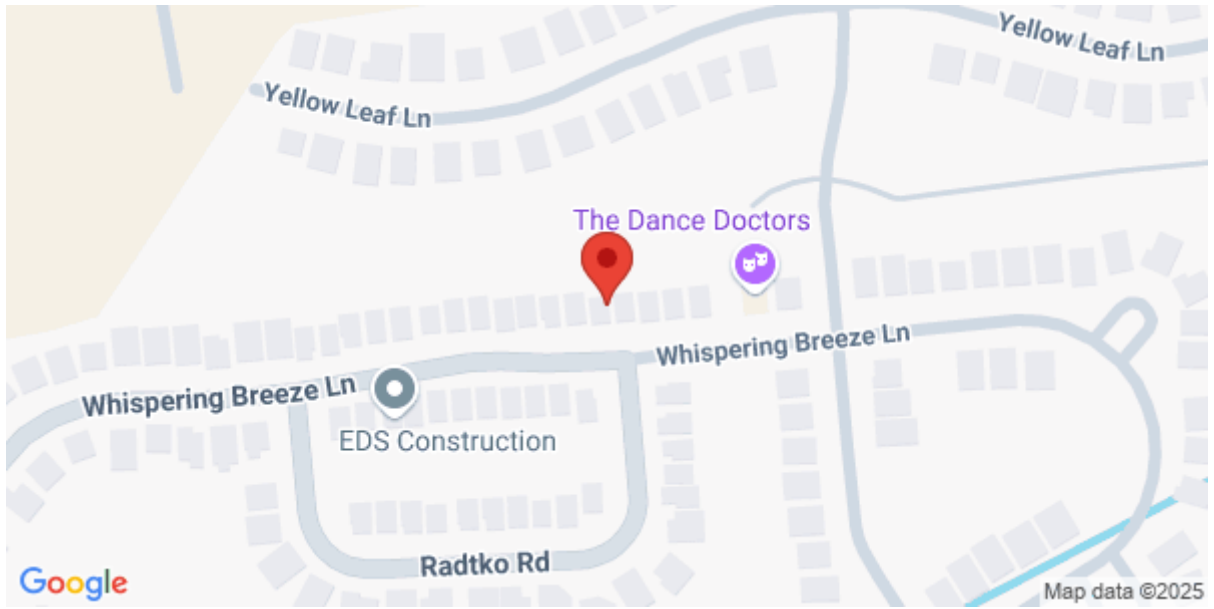 Yellow Leaf Ln
Yellow Leaf Ln
The Dance Doctors
Whispering Breeze Ln
Whispering Breeze Ln
EDS Construction
Radtko Rd
Google
Map data ©2025